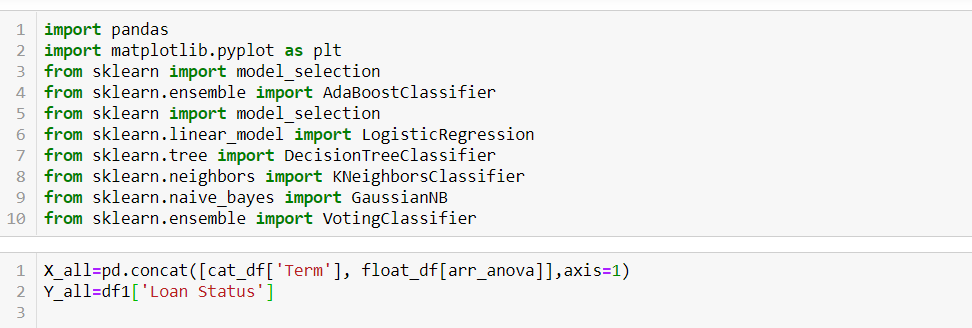 1 import pandas
2 import matplotlib.pyplot as plt
3 from sklearn import model_selection
4 from sklearn.ensemble import AdaBoostClassifier
5 from sklearn import model_selection
6 from sklearn.linear_model import LogisticRegression
7 from sklearn.tree import DecisionTreeClassifier
8 from sklearn.neighbors import KNeighborsClassifier
9 from sklearn.naive_bayes import GaussianNB
10 from sklearn.ensemble import VotingClassifier
1 X_all=pd.concat([cat_df['Term'], float_df[arr_anova]],axis=1)
2 Y_all=df1['Loan Status']
3